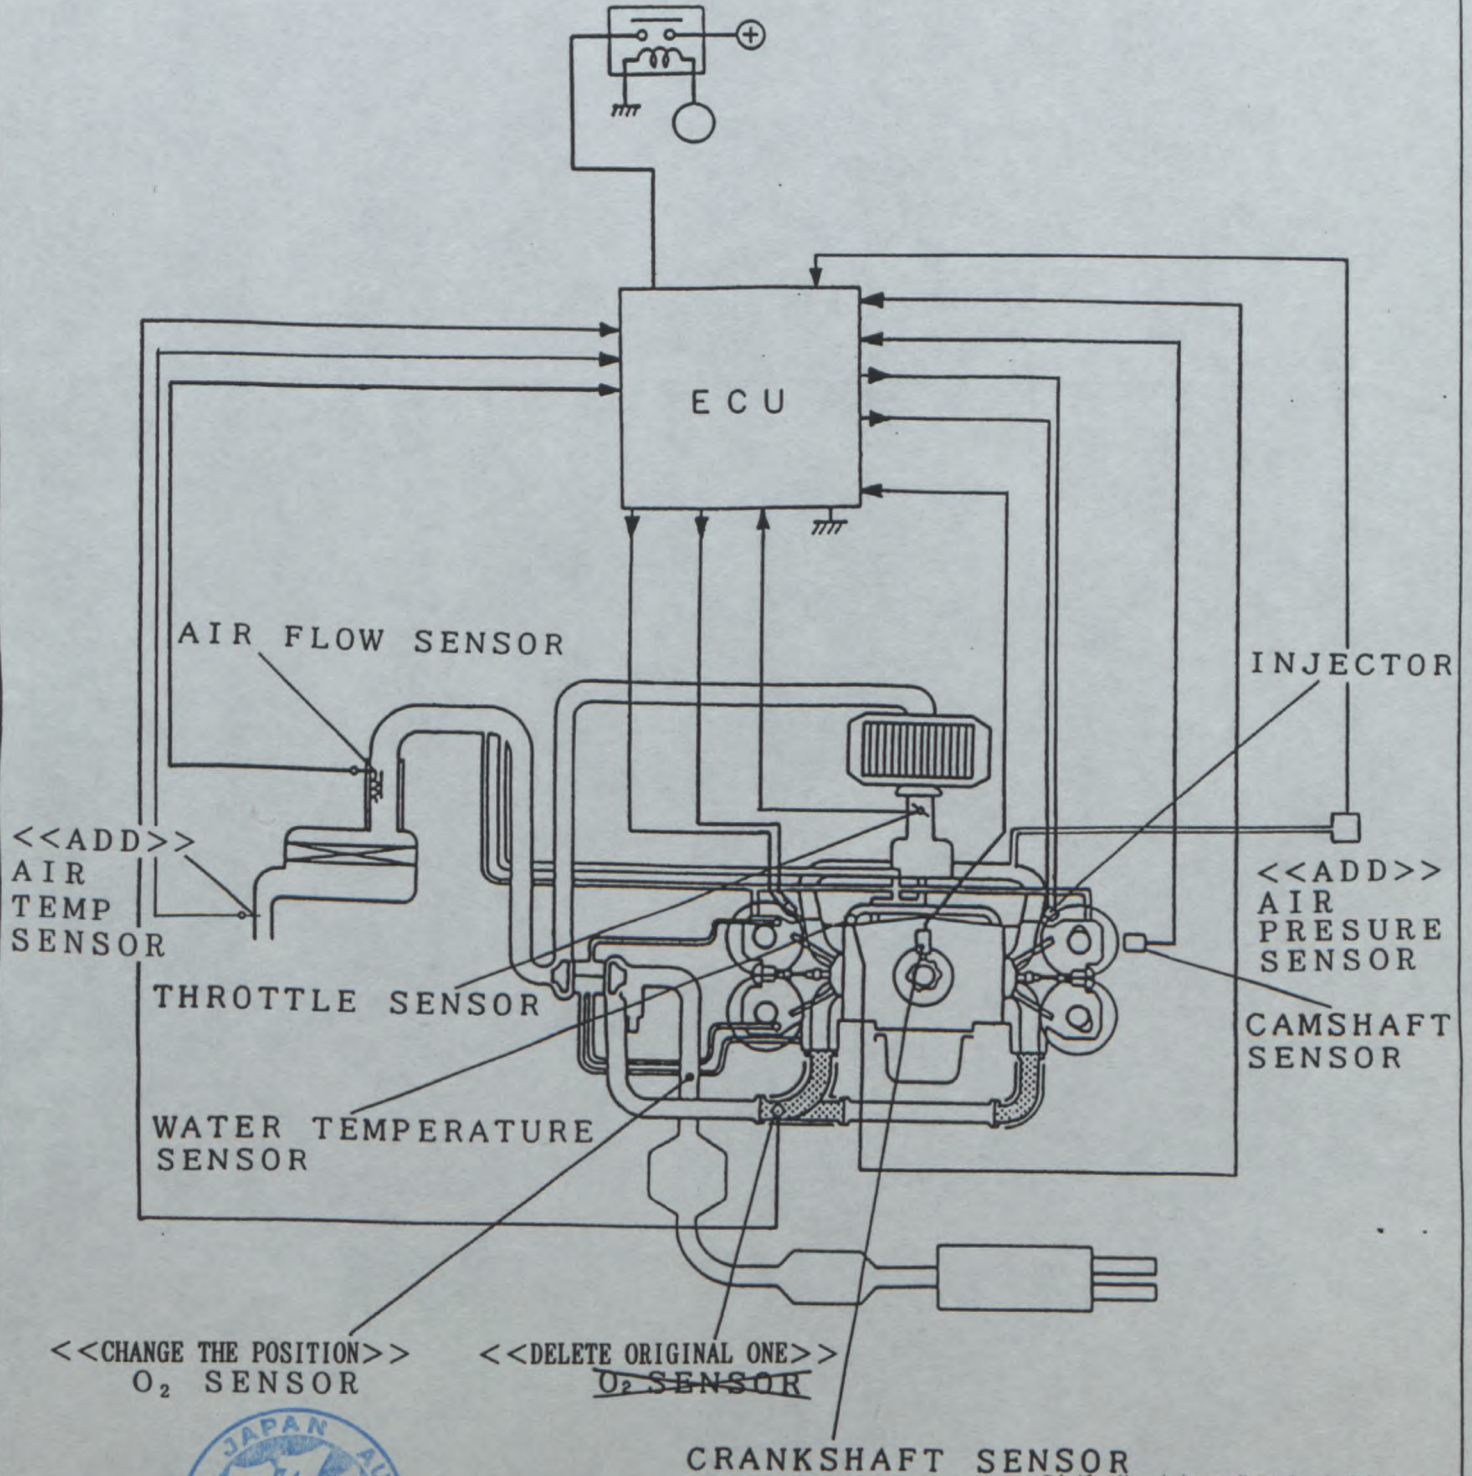 ECU
AIR FLOW SENSOR
INJECTOR
<<ADD>>
AIR
TEMP
SENSOR
<<ADD>>
AIR
PRESURE
SENSOR
THROTTLE SENSOR
CAMSHAFT
SENSOR
WATER TEMPERATURE
SENSOR
<<CHANGE THE POSITION>>
O₂ SENSOR
<<DELETE ORIGINAL ONE>>
O₂ SENSOR
CRANKSHAFT SENSOR
JAPAN